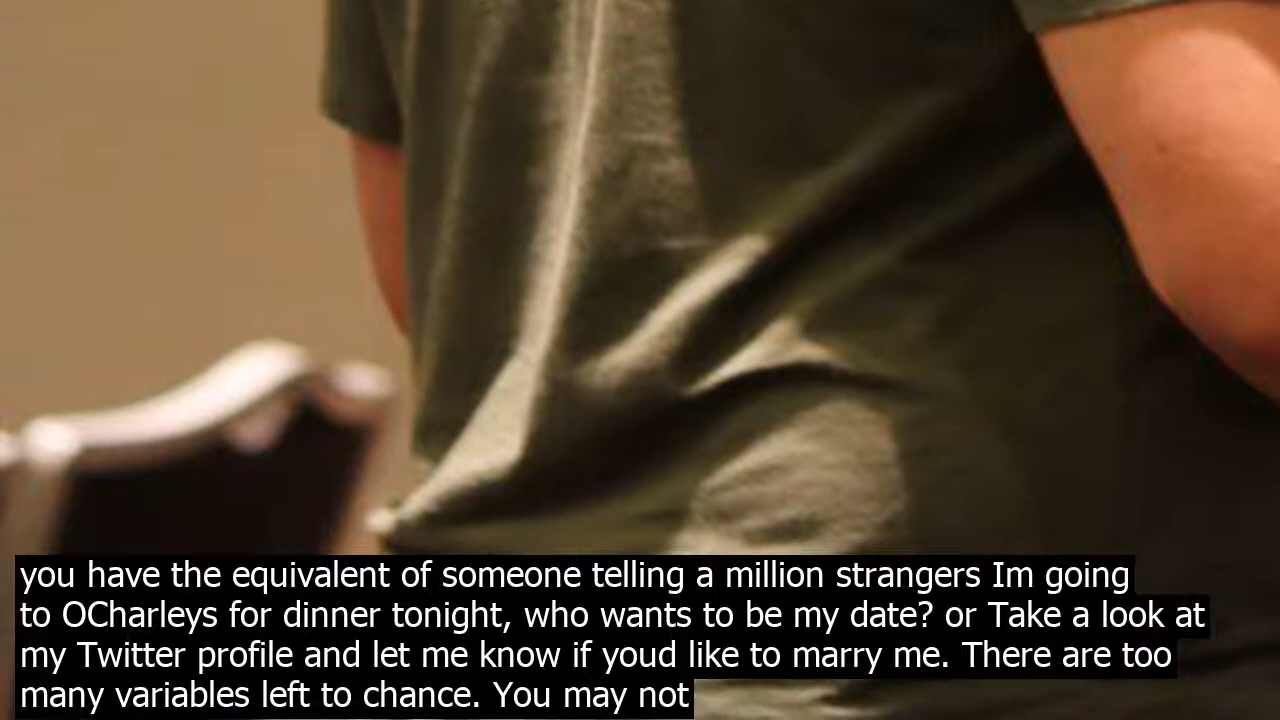 you have the equivalent of someone telling a million strangers Im going
to OCharleys for dinner tonight, who wants to be my date? or Take a look at
my Twitter profile and let me know if youd like to marry me. There are too
many variables left to chance. You may not